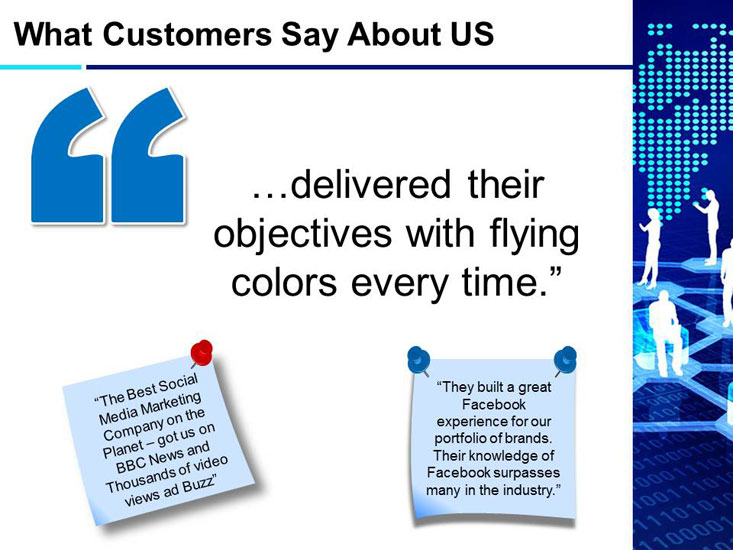 What Customers Say About US
…delivered their
objectives with flying
colors every time.”
“The Best Social
Media Marketing
Company on the
Planet – got us on
BBC News and
Thousands of video
views ad Buzz”
“They built a great
Facebook
experience for our
portfolio of brands.
Their knowledge of
Facebook surpasses
many in the industry.”